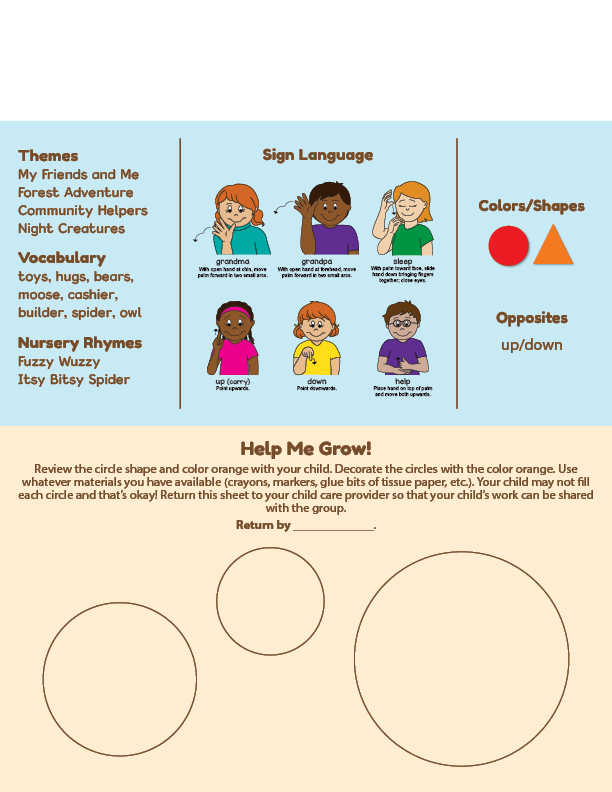 Themes
My Friends and Me
Forest Adventure
Community Helpers
Night Creatures
Vocabulary
toys, hugs, bears,
moose, cashier,
builder, spider, owl
Nursery Rhymes
Fuzzy Wuzzy
Itsy Bitsy Spider
Sign Language
grandma
With open hand at chin, move
palm forward in two small arcs.
grandpa
With open hand at forehead, move
palm forward in two small arcs.
sleep
With palm toward face, slide
hand down bringing fingers
together; close eyes.
up (carry)
Point upwards.
down
Point downwards.
help
Place hand on top of palm
and move both upwards.
Colors/Shapes
Opposites
up/down
Help Me Grow!
Review the circle shape and color orange with your child. Decorate the circles with the color orange. Use
whatever materials you have available (crayons, markers, glue bits of tissue paper, etc.). Your child may not fill
each circle and that's okay! Return this sheet to your child care provider so that your child's work can be shared
with the group.
Return by _____________.